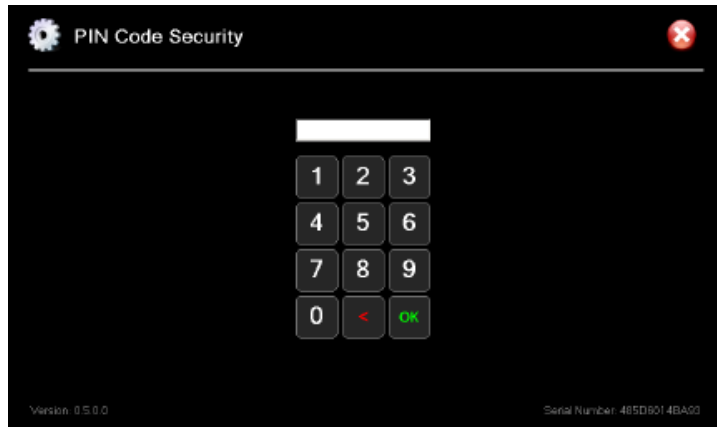 PIN Code Security
1 2 3
4 5 6
7 8 9
0 < OK
Version: 0.5.0.0
Serial Number: 485D6014BA93